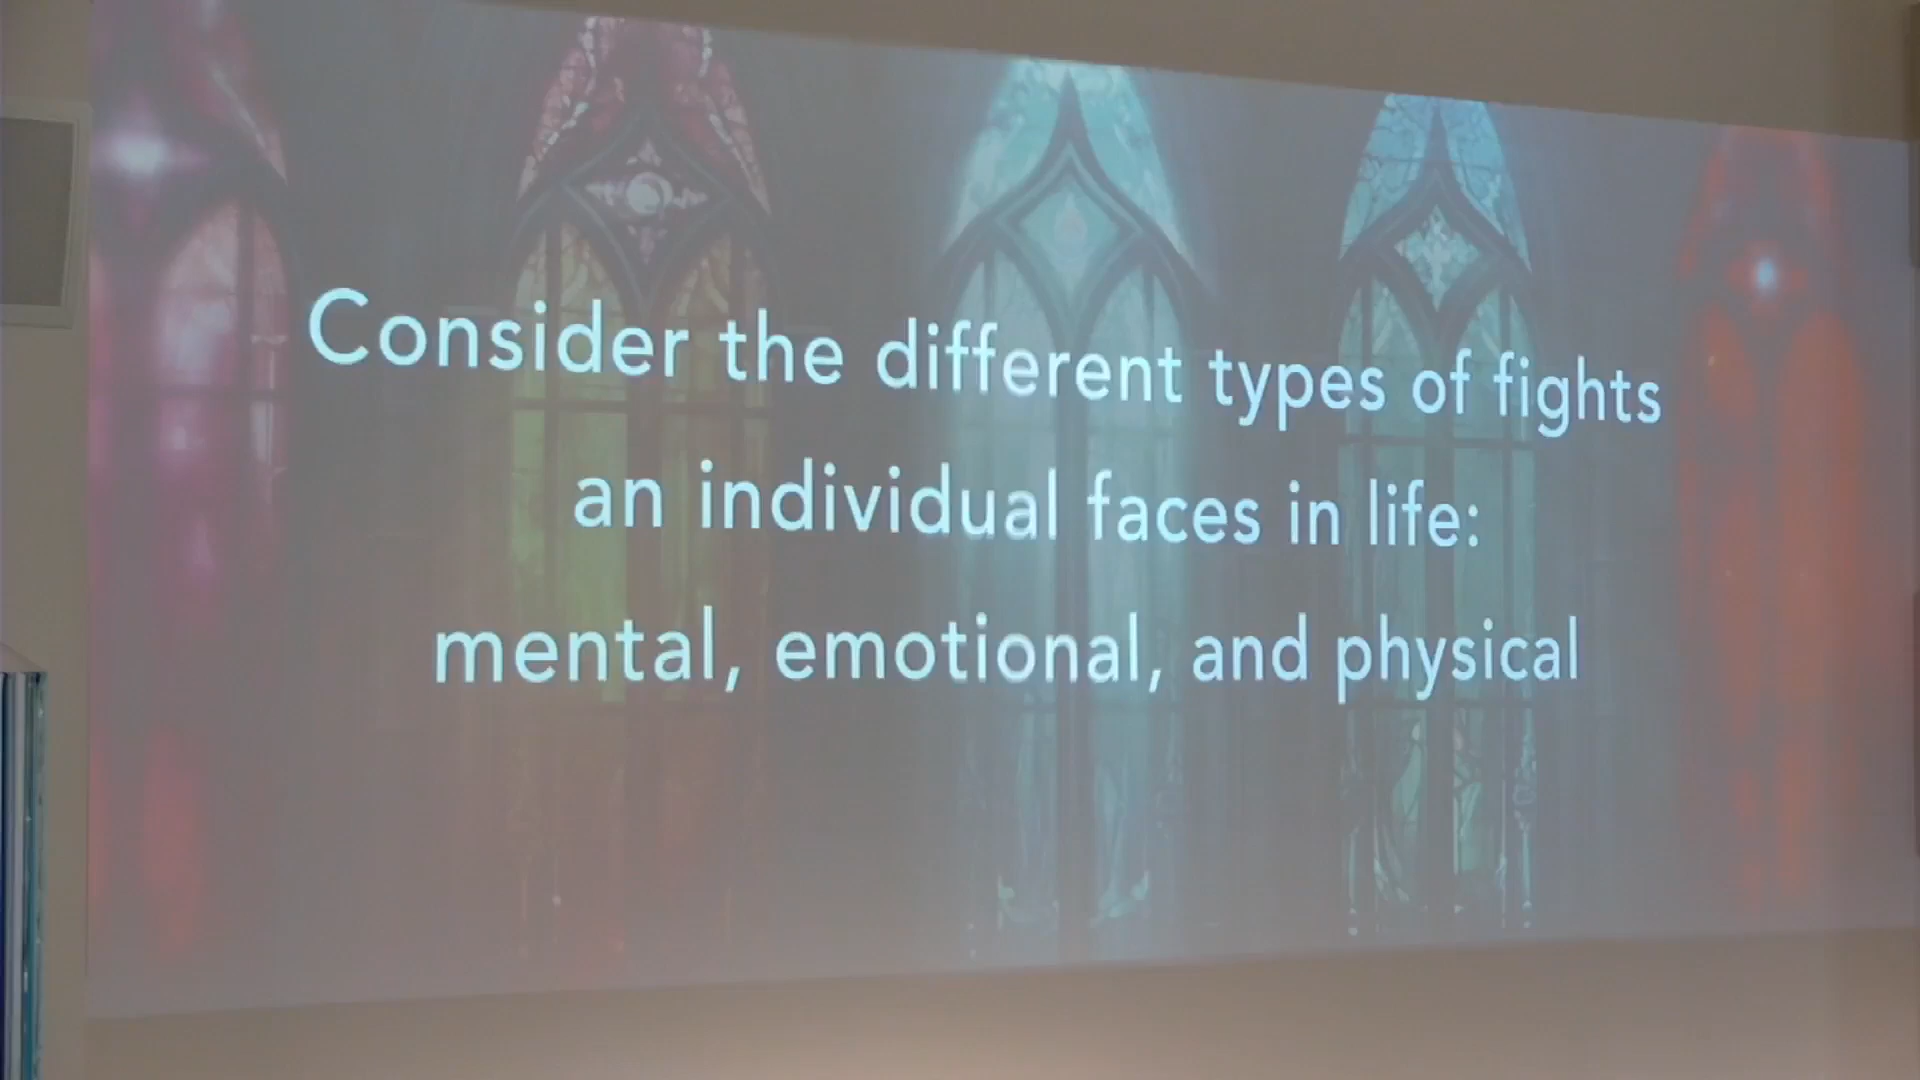 Consider the different types of fights
an individual faces in life:
mental, emotional, and physical